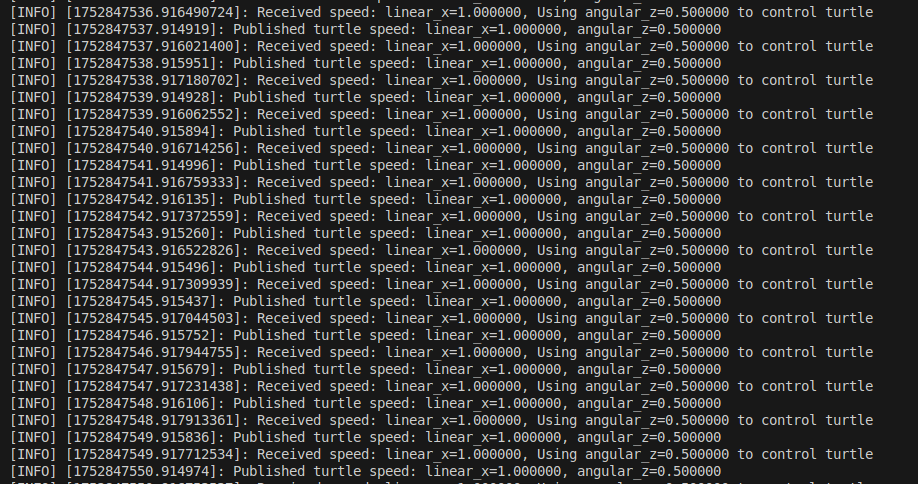 [INFO] [1752847536.916490724]: Received speed: linear_x=1.000000, Using angular_z=0.500000 to control turtle
[INFO] [1752847537.914919]: Published turtle speed: linear_x=1.000000, angular_z=0.500000
[INFO] [1752847537.916021400]: Received speed: linear_x=1.000000, Using angular_z=0.500000 to control turtle
[INFO] [1752847538.915951]: Published turtle speed: linear_x=1.000000, angular_z=0.500000
[INFO] [1752847538.917180702]: Received speed: linear_x=1.000000, Using angular_z=0.500000 to control turtle
[INFO] [1752847539.914928]: Published turtle speed: linear_x=1.000000, angular_z=0.500000
[INFO] [1752847539.916062552]: Received speed: linear_x=1.000000, Using angular_z=0.500000 to control turtle
[INFO] [1752847540.915894]: Published turtle speed: linear_x=1.000000, angular_z=0.500000
[INFO] [1752847540.916714256]: Received speed: linear_x=1.000000, Using angular_z=0.500000 to control turtle
[INFO] [1752847541.914996]: Published turtle speed: linear_x=1.000000, angular_z=0.500000
[INFO] [1752847541.916759333]: Received speed: linear_x=1.000000, Using angular_z=0.500000 to control turtle
[INFO] [1752847542.916135]: Published turtle speed: linear_x=1.000000, angular_z=0.500000
[INFO] [1752847542.917372559]: Received speed: linear_x=1.000000, Using angular_z=0.500000 to control turtle
[INFO] [1752847543.915260]: Published turtle speed: linear_x=1.000000, angular_z=0.500000
[INFO] [1752847543.916522826]: Received speed: linear_x=1.000000, Using angular_z=0.500000 to control turtle
[INFO] [1752847544.915496]: Published turtle speed: linear_x=1.000000, angular_z=0.500000
[INFO] [1752847544.917309939]: Received speed: linear_x=1.000000, Using angular_z=0.500000 to control turtle
[INFO] [1752847545.915437]: Published turtle speed: linear_x=1.000000, angular_z=0.500000
[INFO] [1752847545.917044503]: Received speed: linear_x=1.000000, Using angular_z=0.500000 to control turtle
[INFO] [1752847546.915752]: Published turtle speed: linear_x=1.000000, angular_z=0.500000
[INFO] [1752847546.917944755]: Received speed: linear_x=1.000000, Using angular_z=0.500000 to control turtle
[INFO] [1752847547.915679]: Published turtle speed: linear_x=1.000000, angular_z=0.500000
[INFO] [1752847547.917231438]: Received speed: linear_x=1.000000, Using angular_z=0.500000 to control turtle
[INFO] [1752847548.916106]: Published turtle speed: linear_x=1.000000, angular_z=0.500000
[INFO] [1752847548.917913361]: Received speed: linear_x=1.000000, Using angular_z=0.500000 to control turtle
[INFO] [1752847549.915836]: Published turtle speed: linear_x=1.000000, angular_z=0.500000
[INFO] [1752847549.917712534]: Received speed: linear_x=1.000000, Using angular_z=0.500000 to control turtle
[INFO] [1752847550.914974]: Published turtle speed: linear_x=1.000000, angular_z=0.500000